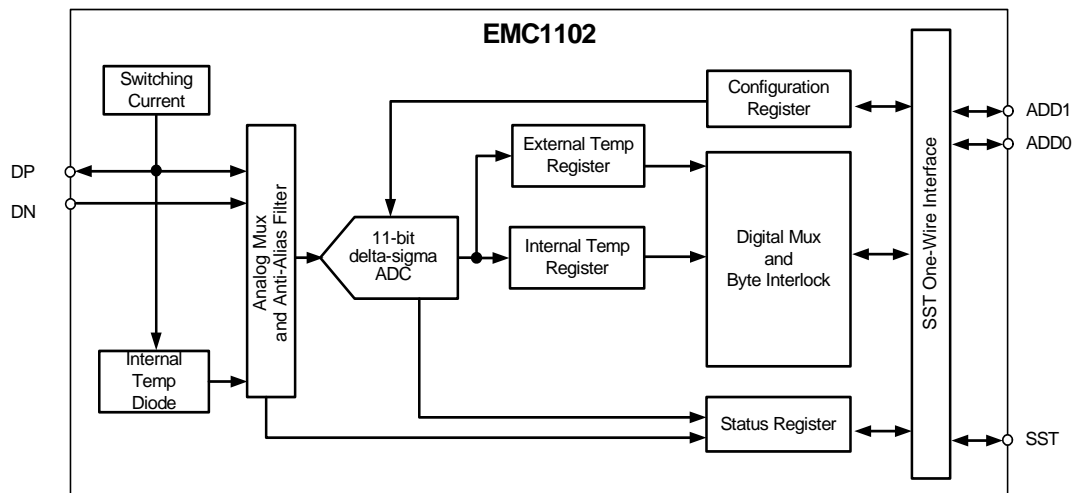 EMC1102
Switching
Current
Configuration
Register
ADD1
ADD0
External Temp
Register
DP
DN
Analog Mux
and Anti-Alias Filter
11-bit
delta-sigma
ADC
Internal Temp
Register
Digital Mux
and
Byte Interlock
SST One-Wire Interface
Internal
Temp
Diode
Status Register
SST